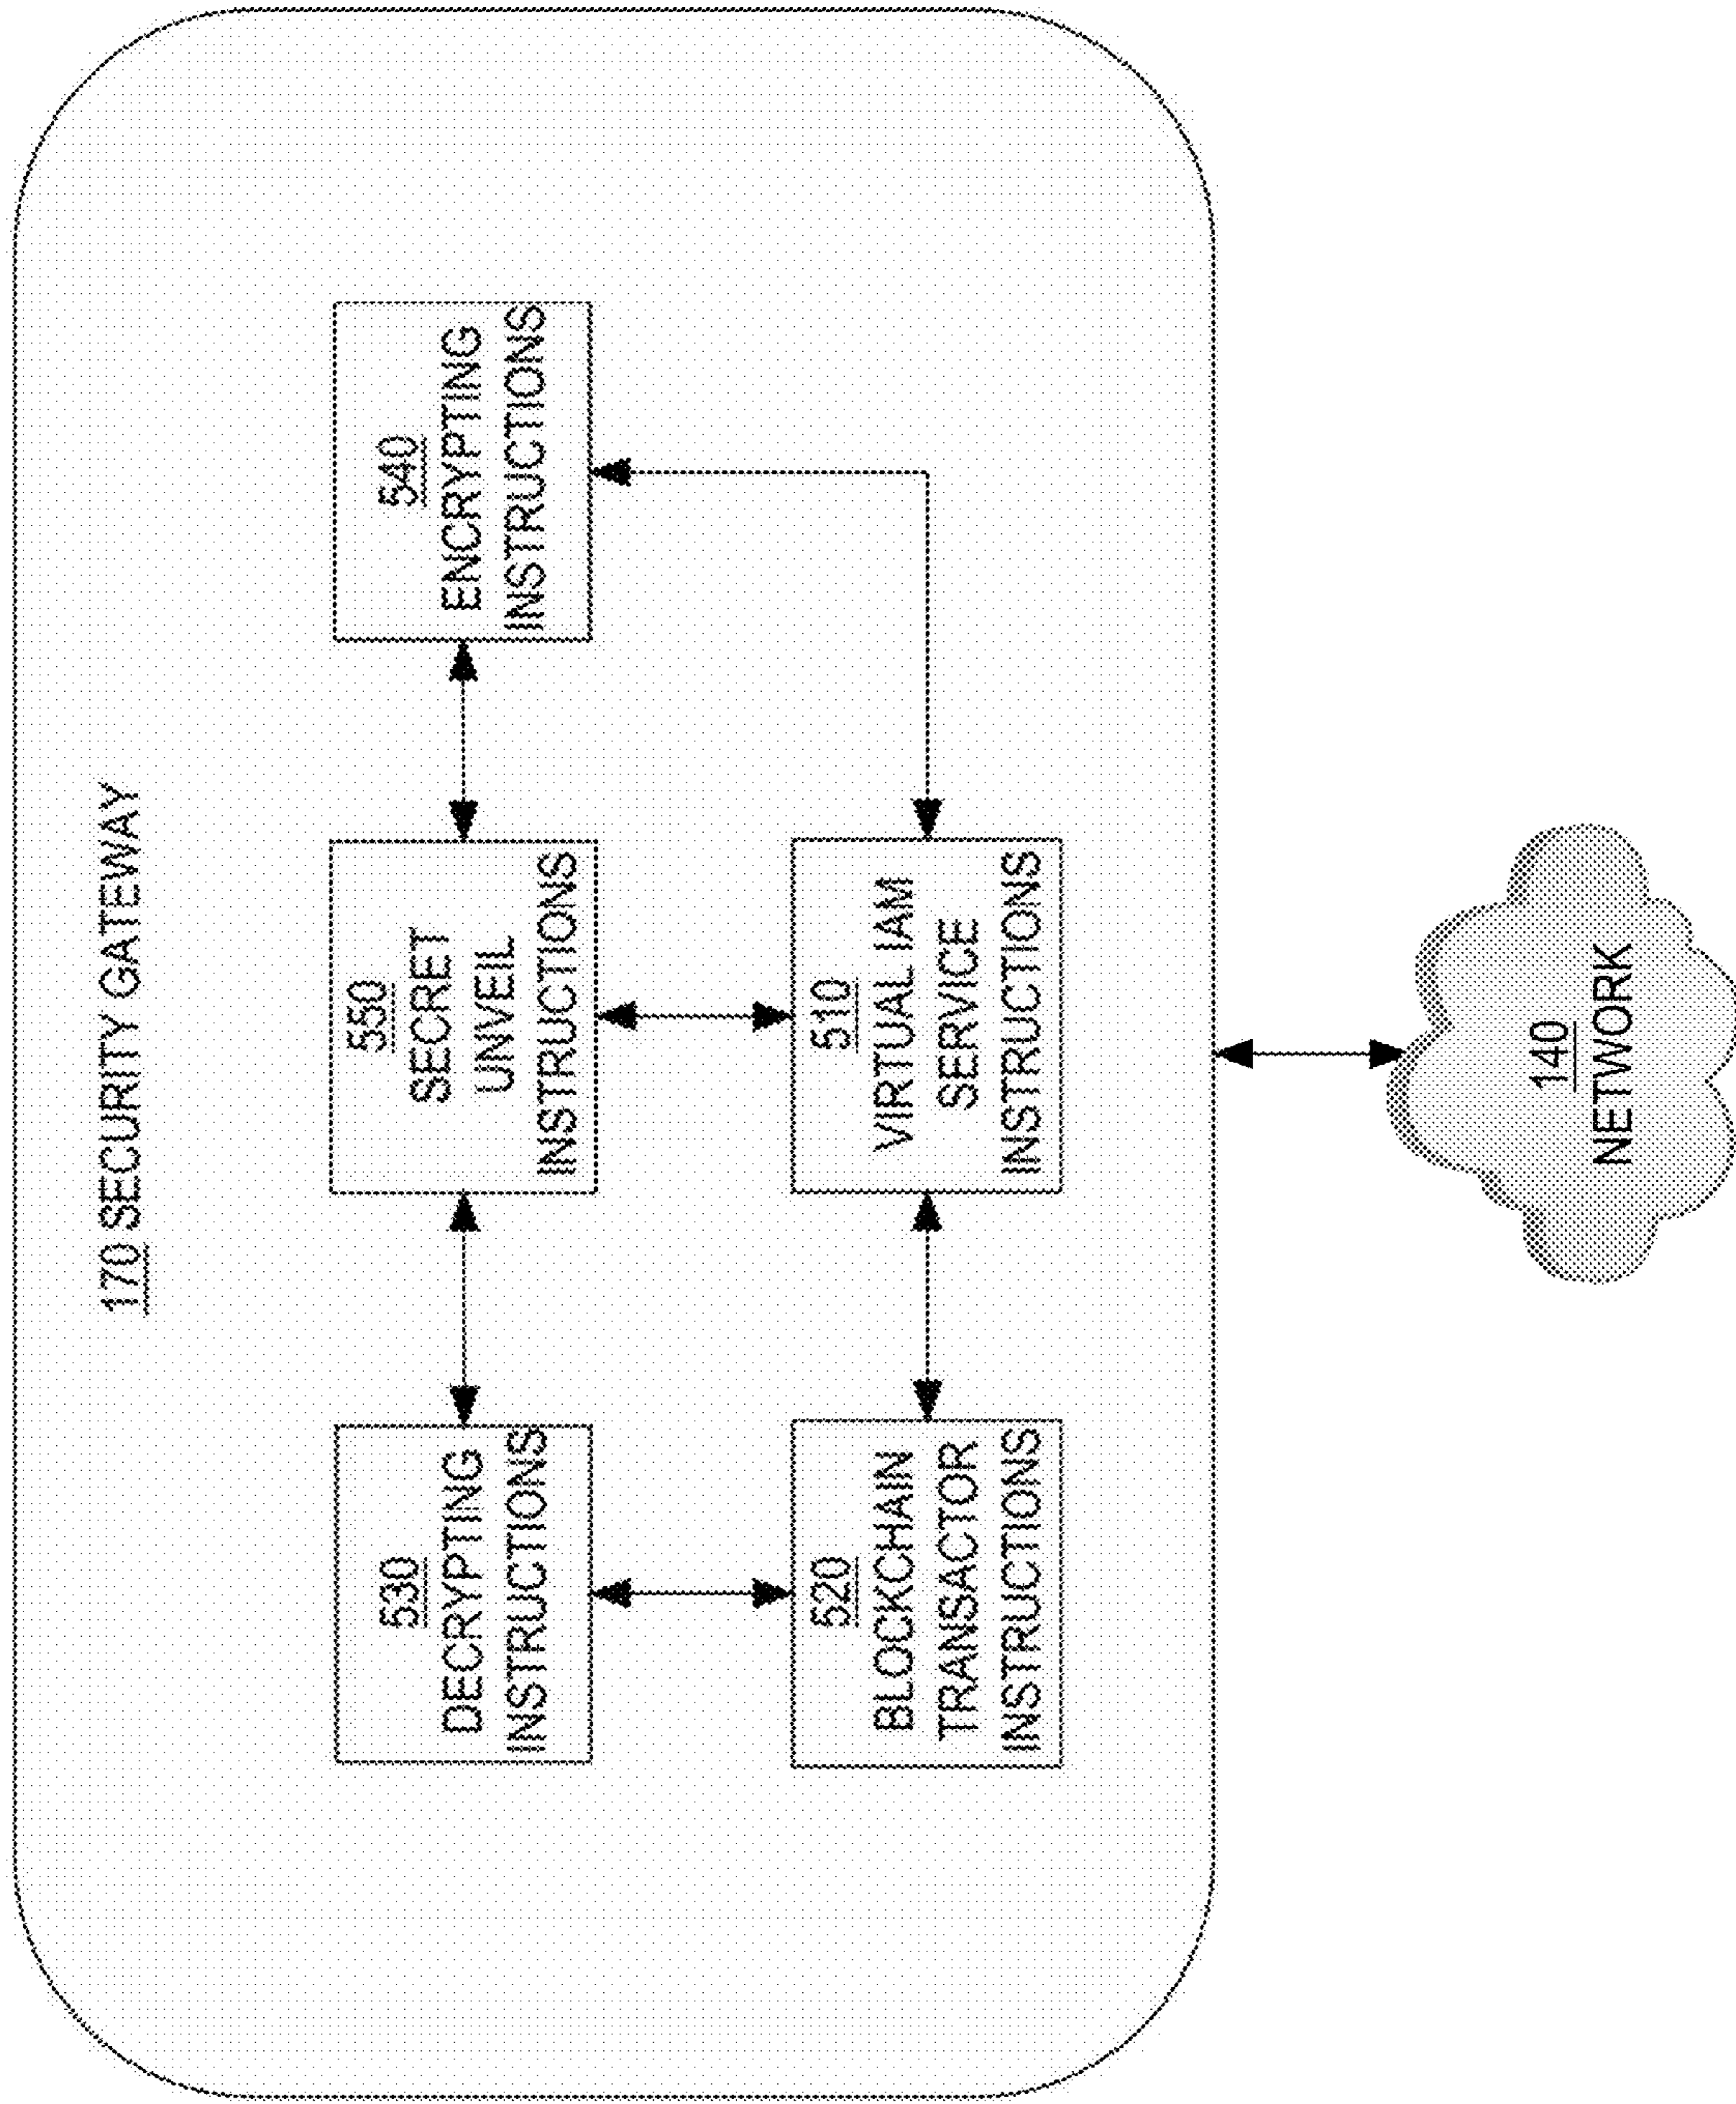 170 SECURITY GATEWAY
530
DECRYPTING
INSTRUCTIONS
550
SECRET
UNVEIL
INSTRUCTIONS
540
ENCRYPTING
INSTRUCTIONS
520
BLOCKCHAIN
TRANSACTOR
INSTRUCTIONS
510
VIRTUAL IAM
SERVICE
INSTRUCTIONS
140
NETWORK